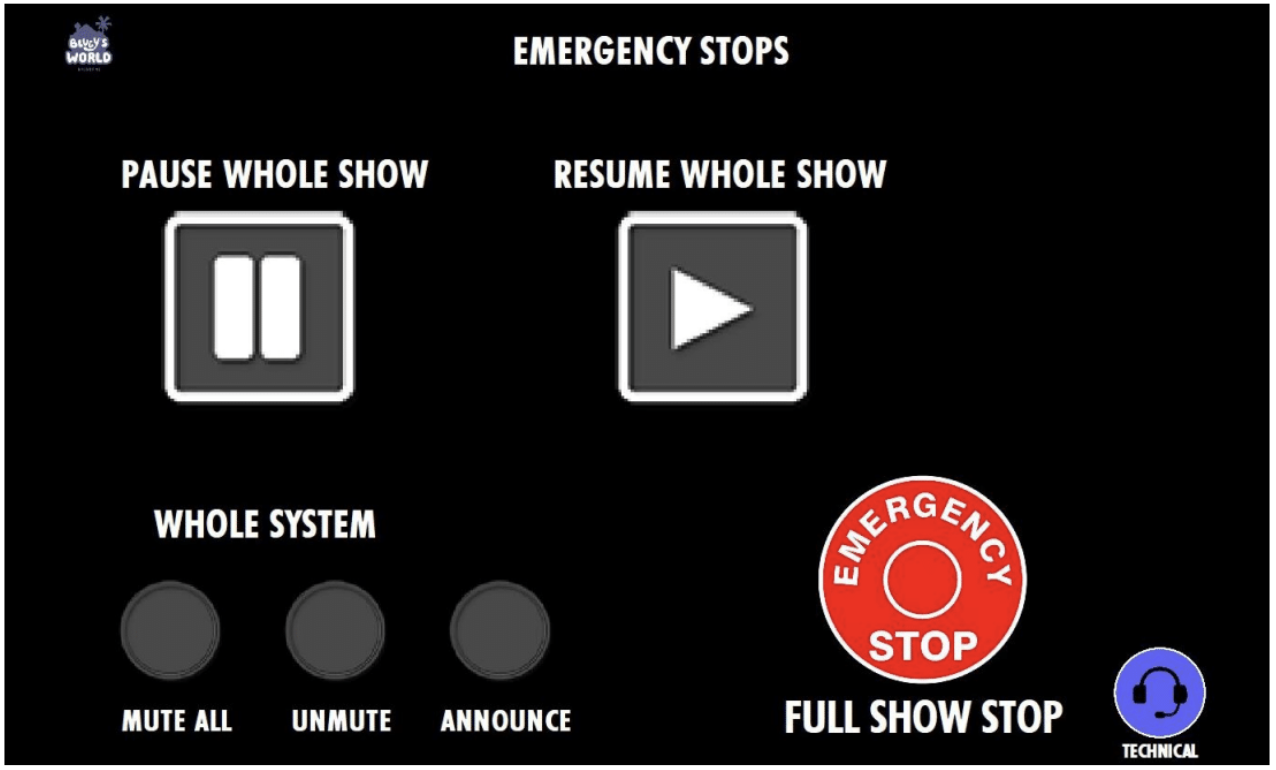 BLUEY'S
WORLD
EMERGENCY STOPS
PAUSE WHOLE SHOW
RESUME WHOLE SHOW
WHOLE SYSTEM
MUTE ALL
UNMUTE
ANNOUNCE
EMERGENCY
STOP
FULL SHOW STOP
TECHNICAL